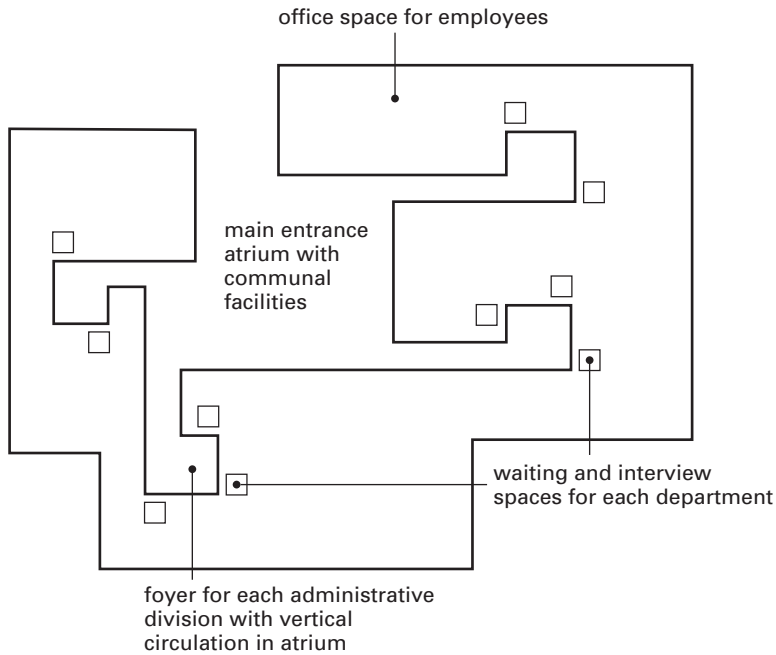 office space for employees
main entrance
atrium with
communal
facilities
waiting and interview
spaces for each department
foyer for each administrative
division with vertical
circulation in atrium